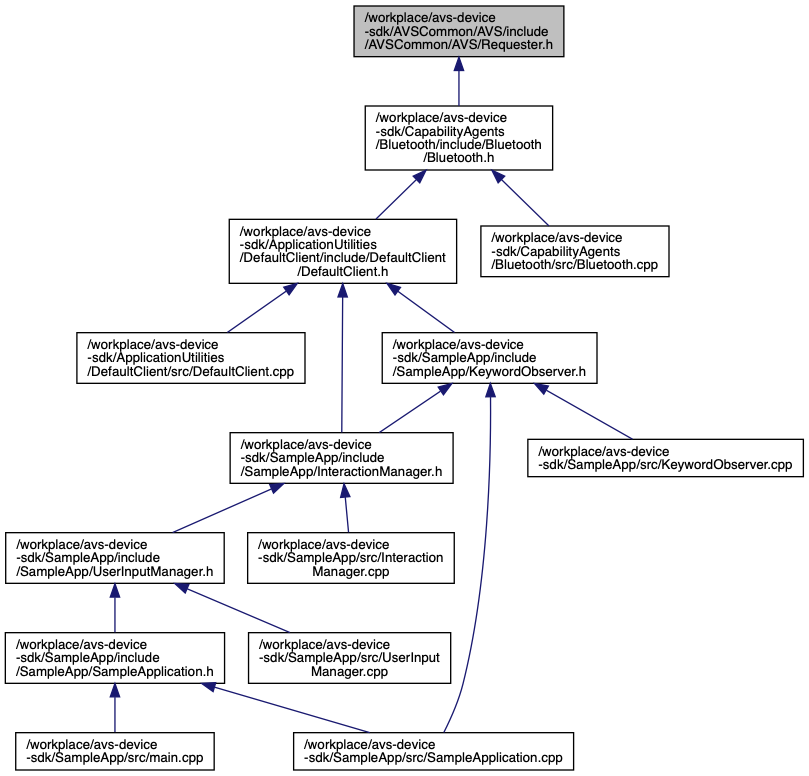 /workplace/avs-device
-sdk/AVSCommon/AVS/include
/AVSCommon/AVS/Requester.h
/workplace/avs-device
-sdk/CapabilityAgents
/Bluetooth/include/Bluetooth
/Bluetooth.h
/workplace/avs-device
-sdk/ApplicationUtilities
/DefaultClient/include/DefaultClient
/DefaultClient.h
/workplace/avs-device
-sdk/CapabilityAgents
/Bluetooth/src/Bluetooth.cpp
/workplace/avs-device
-sdk/ApplicationUtilities
/DefaultClient/src/DefaultClient.cpp
/workplace/avs-device
-sdk/SampleApp/include
/SampleApp/KeywordObserver.h
/workplace/avs-device
-sdk/SampleApp/include
/SampleApp/InteractionManager.h
/workplace/avs-device
-sdk/SampleApp/src/KeywordObserver.cpp
/workplace/avs-device
-sdk/SampleApp/include
/SampleApp/UserInputManager.h
/workplace/avs-device
-sdk/SampleApp/src/Interaction
Manager.cpp
/workplace/avs-device
-sdk/SampleApp/include
/SampleApp/SampleApplication.h
/workplace/avs-device
-sdk/SampleApp/src/UserInput
Manager.cpp
/workplace/avs-device
-sdk/SampleApp/src/main.cpp
/workplace/avs-device
-sdk/SampleApp/src/SampleApplication.cpp